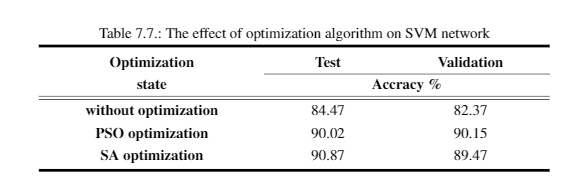 Table 7.7.: The effect of optimization algorithm on SVM network
Optimization Test Validation
state Accracy %
without optimization 84.47 82.37
PSO optimization 90.02 90.15
SA optimization 90.87 89.47